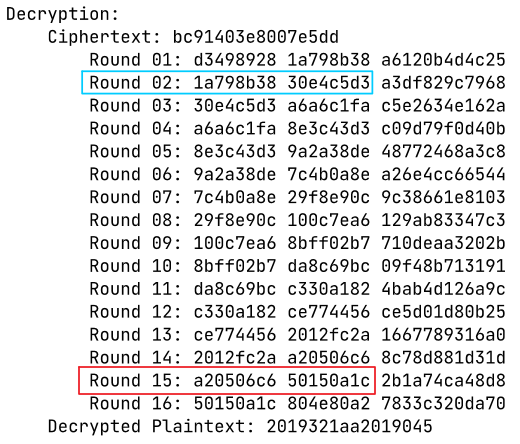 Decryption:
Ciphertext: bc91403e8007e5dd
Round 01: d3498928 1a798b38 a6120b4d4c25
Round 02: 1a798b38 30e4c5d3 a3df829c7968
Round 03: 30e4c5d3 a6a6c1fa c5e2634e162a
Round 04: a6a6c1fa 8e3c43d3 c09d79f0d40b
Round 05: 8e3c43d3 9a2a38de 48772468a3c8
Round 06: 9a2a38de 7c4b0a8e a26e4cc66544
Round 07: 7c4b0a8e 29f8e90c 9c38661e8103
Round 08: 29f8e90c 100c7ea6 129ab83347c3
Round 09: 100c7ea6 8bff02b7 710deaa3202b
Round 10: 8bff02b7 da8c69bc 09f48b713191
Round 11: da8c69bc c330a182 4bab4d126a9c
Round 12: c330a182 ce774456 ce5d01d80b25
Round 13: ce774456 2012fc2a 1667789316a0
Round 14: 2012fc2a a20506c6 8c78d881d31d
Round 15: a20506c6 50150a1c 2b1a74ca48d8
Round 16: 50150a1c 804e80a2 7833c320da70
Decrypted Plaintext: 2019321aa2019045